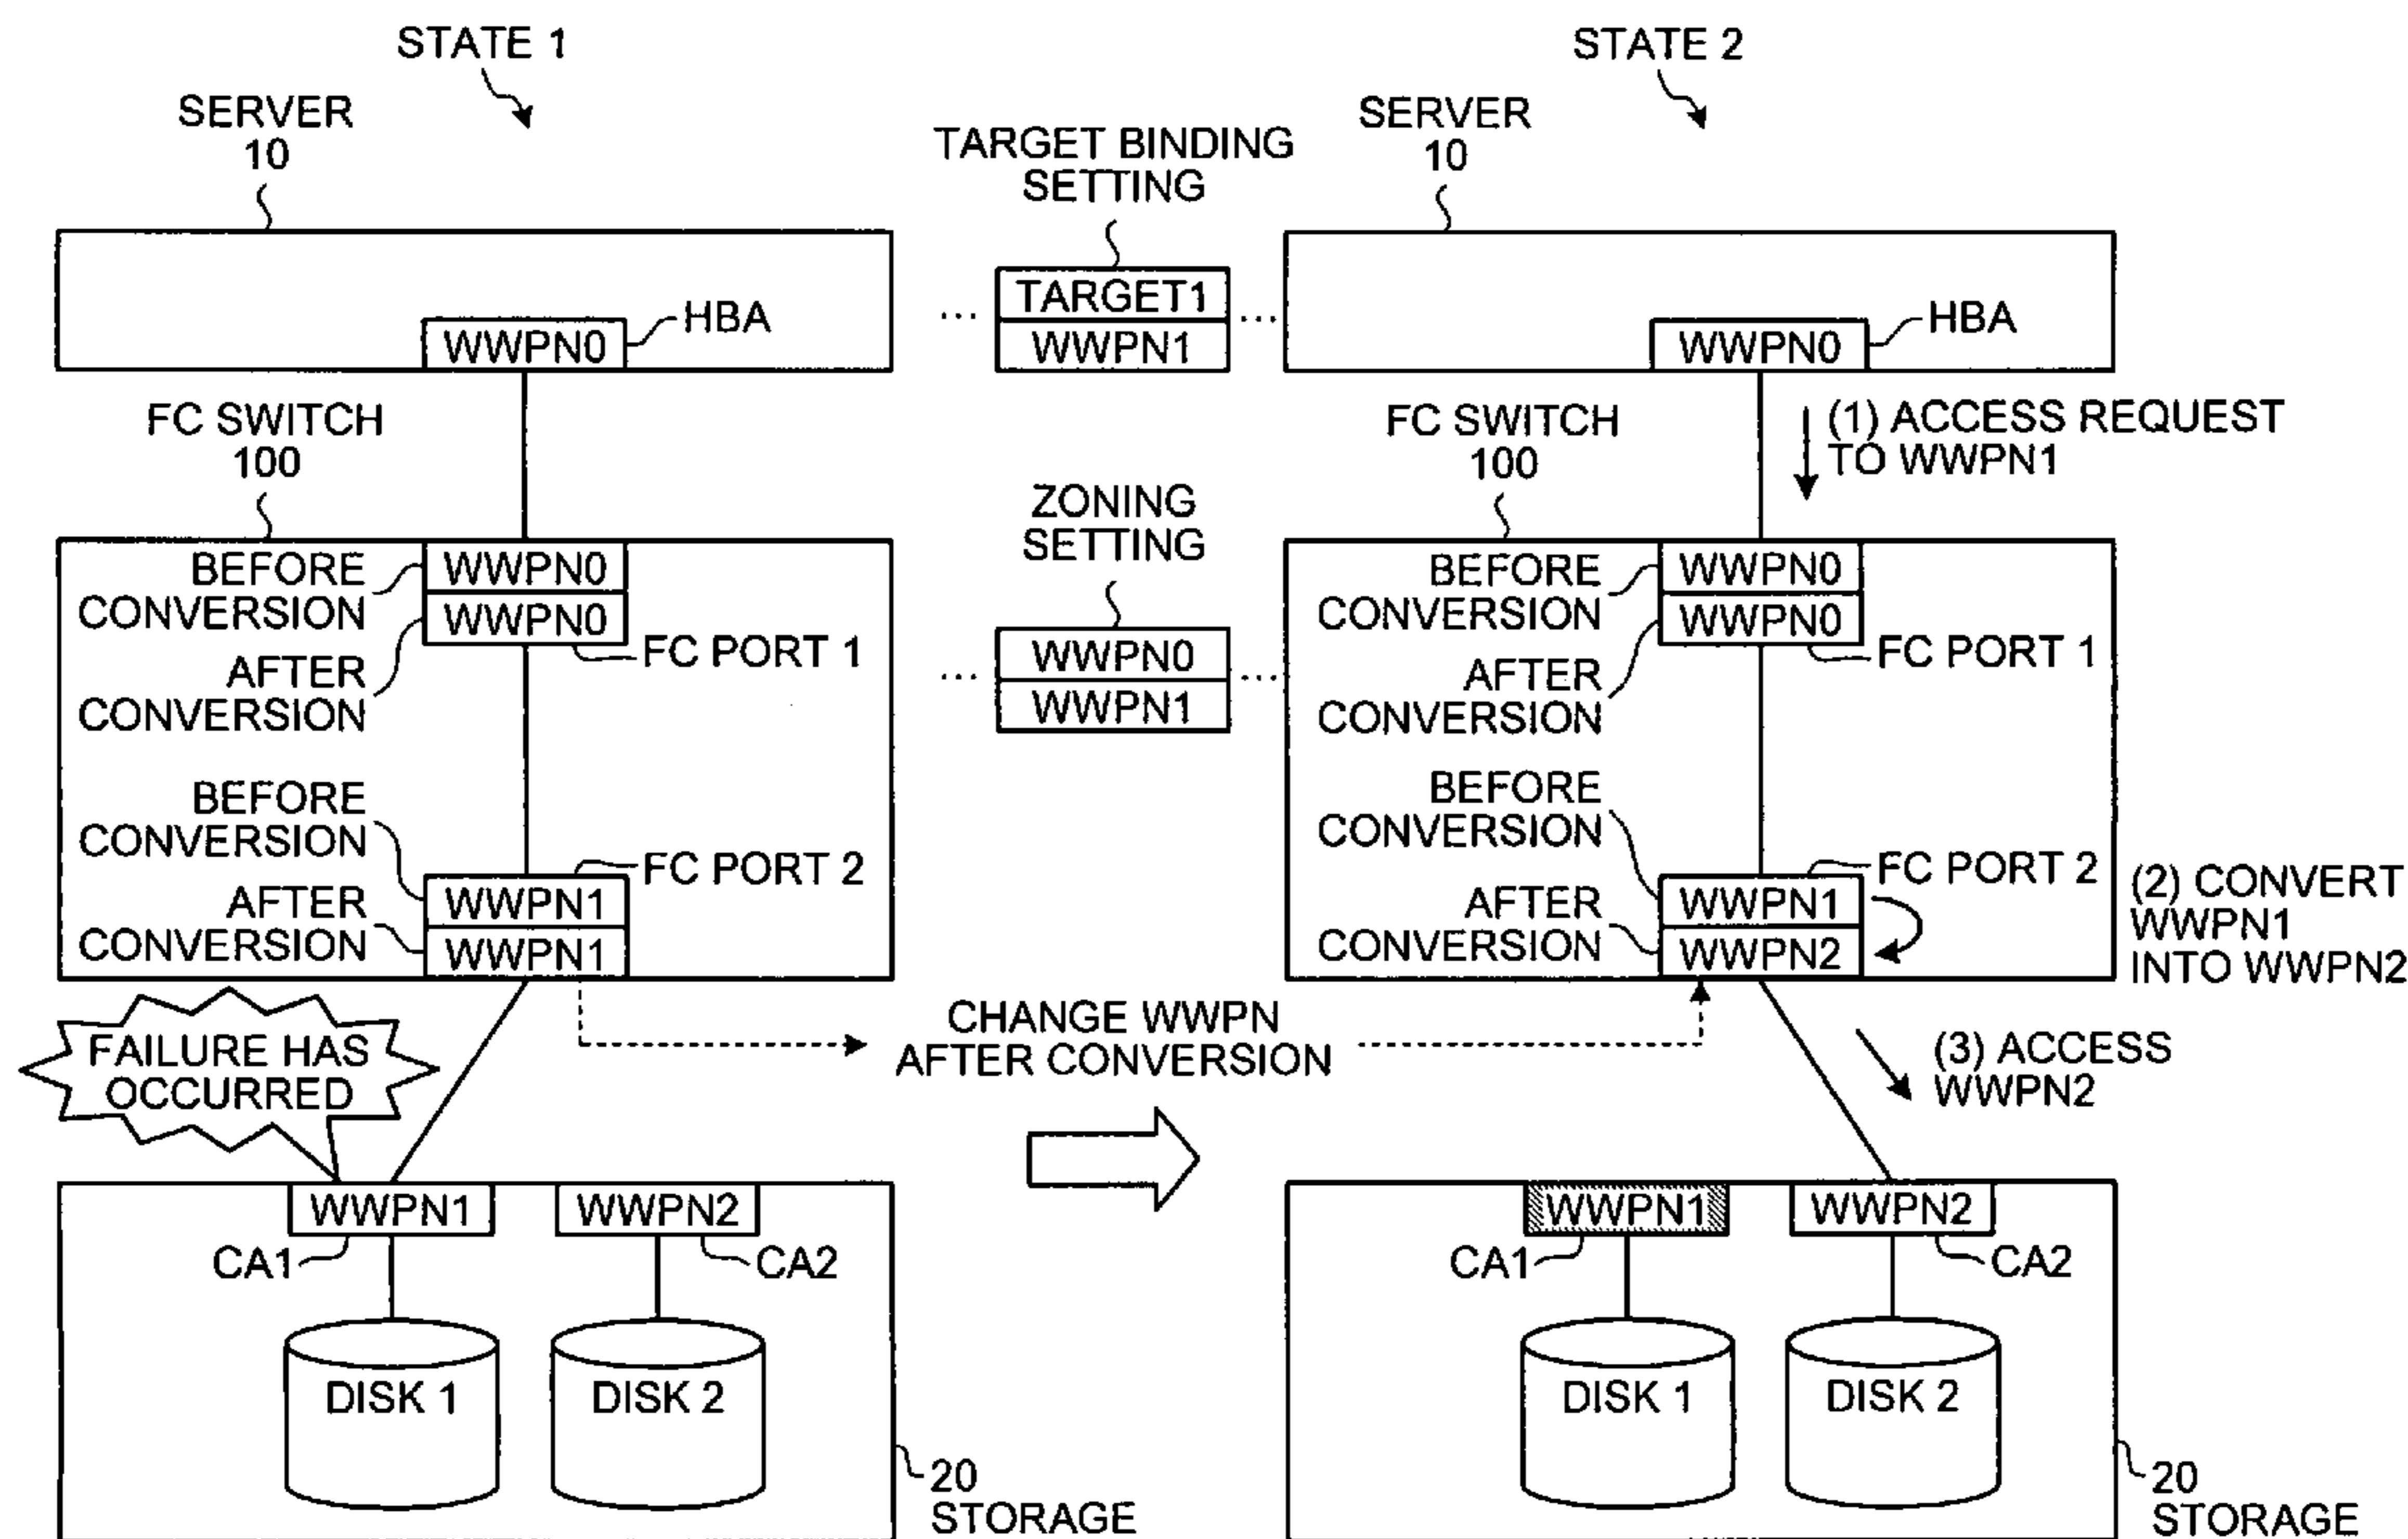 STATE 1
SERVER
10
HBA
WWPN0
FC SWITCH
100
BEFORE
CONVERSION
WWPN0
WWPN0
AFTER
CONVERSION
FC PORT 1
BEFORE
CONVERSION
FC PORT 2
WWPN1
AFTER
CONVERSION
WWPN1
FAILURE HAS
OCCURRED
WWPN1
WWPN2
CA1
CA2
DISK 1
DISK 2
20
STORAGE
TARGET BINDING
SETTING
...
TARGET1
...
WWPN1
ZONING
SETTING
WWPN0
...
...
WWPN1
CHANGE WWPN
AFTER CONVERSION
STATE 2
SERVER
10
HBA
WWPN0
FC SWITCH
100
(1) ACCESS REQUEST
TO WWPN1
BEFORE
CONVERSION
WWPN0
WWPN0
AFTER
CONVERSION
FC PORT 1
BEFORE
CONVERSION
FC PORT 2
WWPN1
AFTER
CONVERSION
WWPN2
(2) CONVERT
WWPN1
INTO WWPN2
(3) ACCESS
WWPN2
WWPN1
WWPN2
CA1
CA2
DISK 1
DISK 2
20
STORAGE